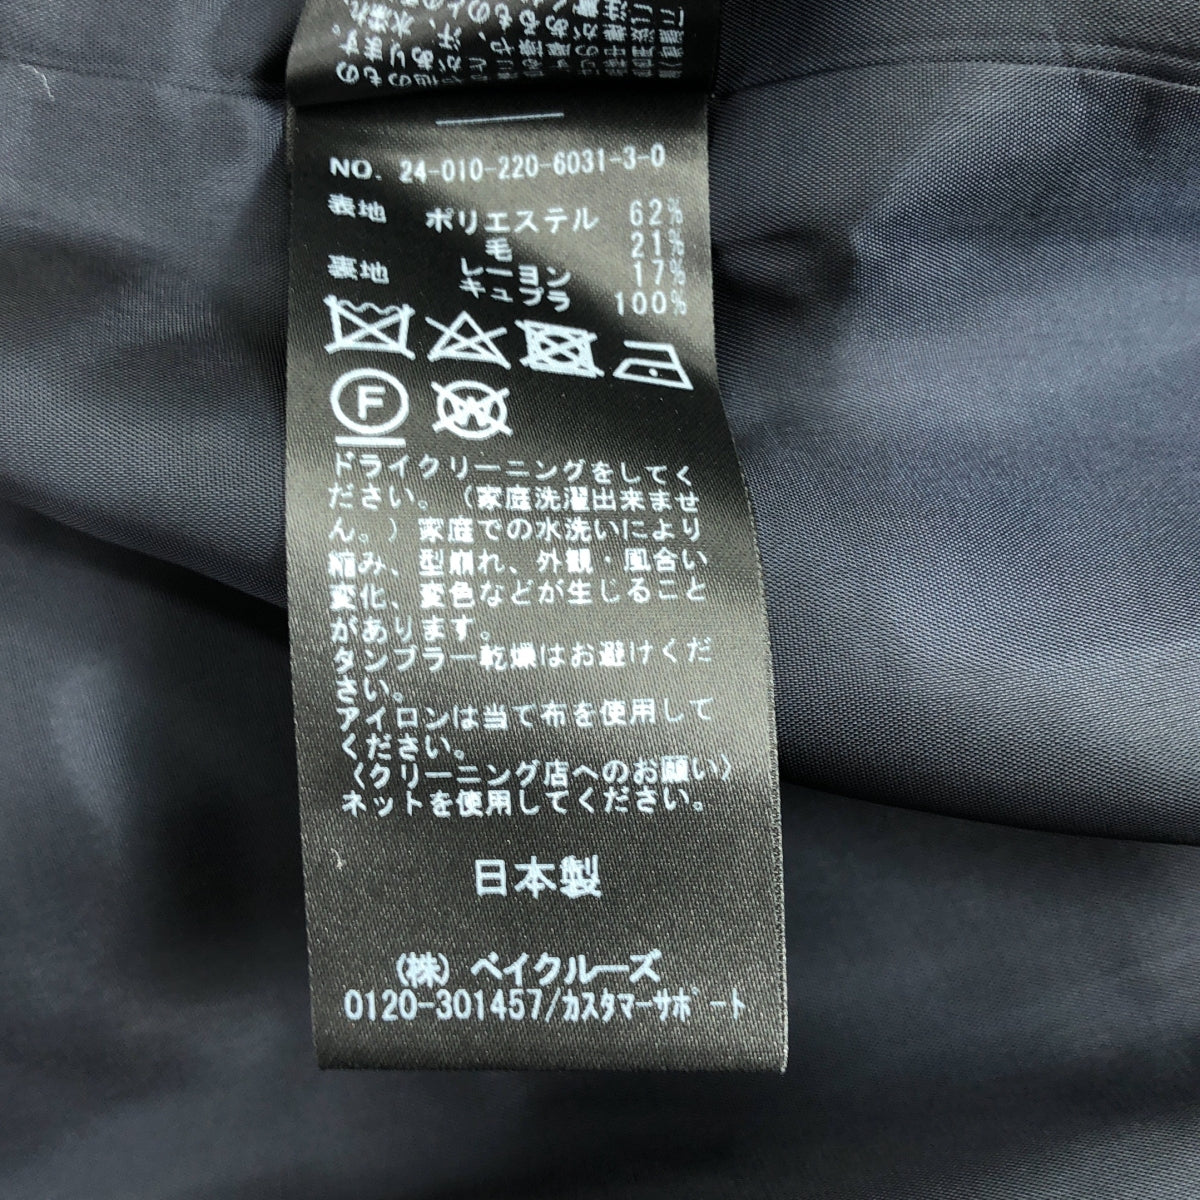 NO. 24-010-220-6031-3-0
表地 ポリエステル 62%
毛 21%
レーヨン 17%
裏地 キュプラ 100%
F
W
ドライクリーニングをしてく
ださい。(家庭洗濯出来ませ
ん。)家庭での水洗いにより
縮み、型崩れ、外観・風合い
変化、変色などが生じること
があります。
タンブラー乾燥はお避けくだ
さい。
アイロンは当て布を使用して
ください。
〈クリーニング店へのお願い〉
ネットを使用してください。
日本製
(株) ベイクルーズ
0120-301457/カスタマーサポート